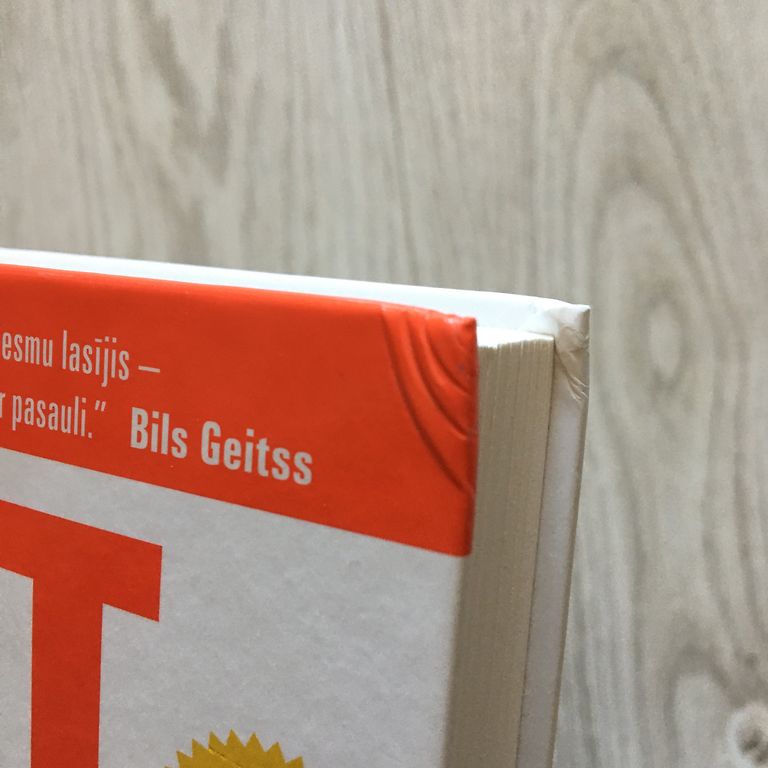 esmu lasījis –
r pasauli.” Bils Geitss
T